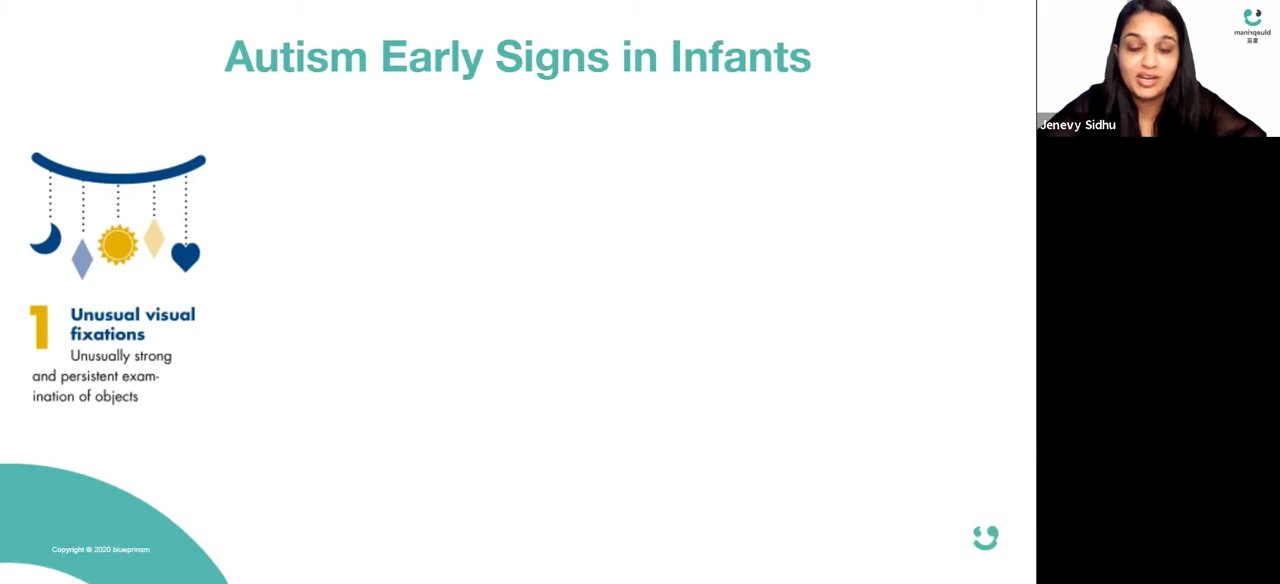 Autism Early Signs in Infants
maniqould
Jenevy Sidhu
1
Unusual visual
fixations
Unusually strong
and persistent exam-
ination of objects
Copyright © 2020 blueprinsm